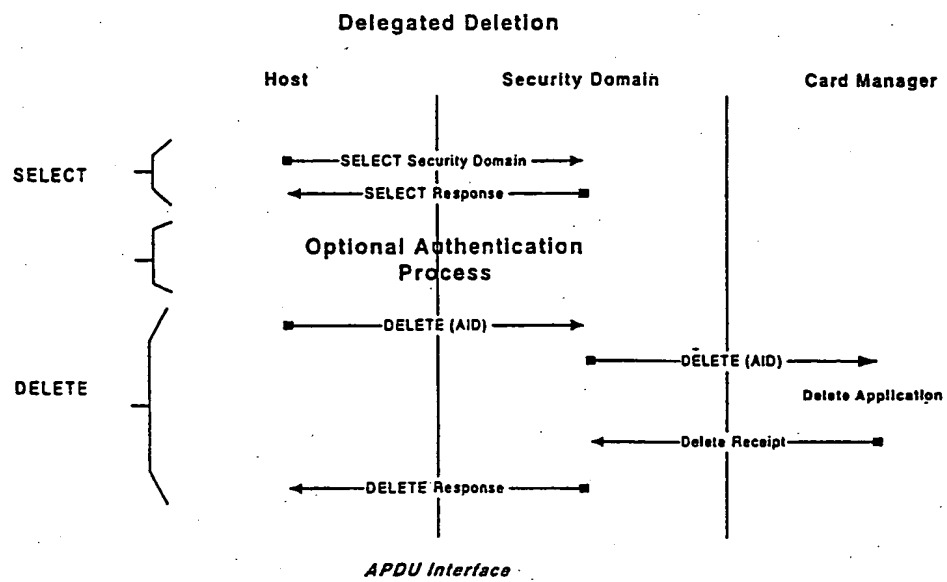 Delegated Deletion
Host Security Domain Card Manager
SELECT
SELECT Security Domain
SELECT Response
Optional Authentication
Process
DELETE
DELETE (AID)
DELETE (AID)
Delete Application
Delete Receipt
DELETE Response
APDU Interface